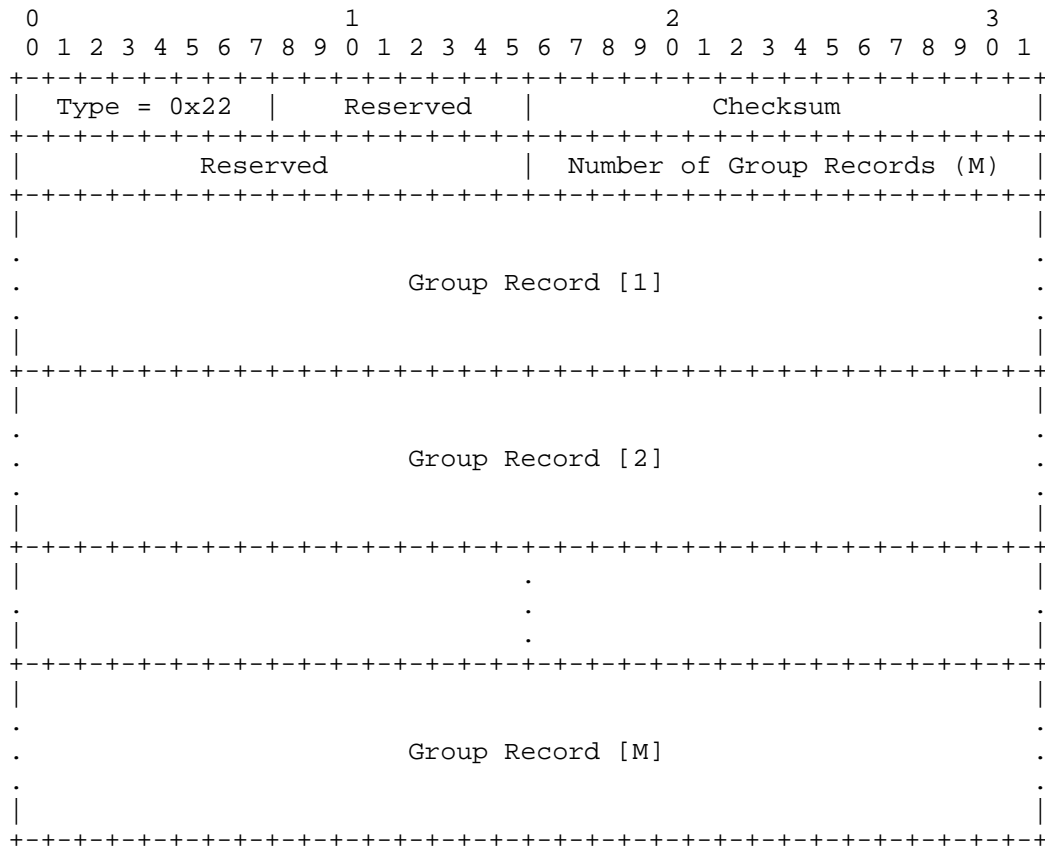 0                   1                   2                   3
 0 1 2 3 4 5 6 7 8 9 0 1 2 3 4 5 6 7 8 9 0 1 2 3 4 5 6 7 8 9 0 1
+-+-+-+-+-+-+-+-+-+-+-+-+-+-+-+-+-+-+-+-+-+-+-+-+-+-+-+-+-+-+-+-+
|  Type = 0x22  |    Reserved   |           Checksum            |
+-+-+-+-+-+-+-+-+-+-+-+-+-+-+-+-+-+-+-+-+-+-+-+-+-+-+-+-+-+-+-+-+
|           Reserved            |  Number of Group Records (M)  |
+-+-+-+-+-+-+-+-+-+-+-+-+-+-+-+-+-+-+-+-+-+-+-+-+-+-+-+-+-+-+-+-+
|                                                               |
.                                                               .
.                        Group Record [1]                       .
.                                                               .
|                                                               |
+-+-+-+-+-+-+-+-+-+-+-+-+-+-+-+-+-+-+-+-+-+-+-+-+-+-+-+-+-+-+-+-+
|                                                               |
.                                                               .
.                        Group Record [2]                       .
.                                                               .
|                                                               |
+-+-+-+-+-+-+-+-+-+-+-+-+-+-+-+-+-+-+-+-+-+-+-+-+-+-+-+-+-+-+-+-+
|                               .                               |
.                               .                               .
|                               .                               |
+-+-+-+-+-+-+-+-+-+-+-+-+-+-+-+-+-+-+-+-+-+-+-+-+-+-+-+-+-+-+-+-+
|                                                               |
.                                                               .
.                        Group Record [M]                       .
.                                                               .
|                                                               |
+-+-+-+-+-+-+-+-+-+-+-+-+-+-+-+-+-+-+-+-+-+-+-+-+-+-+-+-+-+-+-+-+